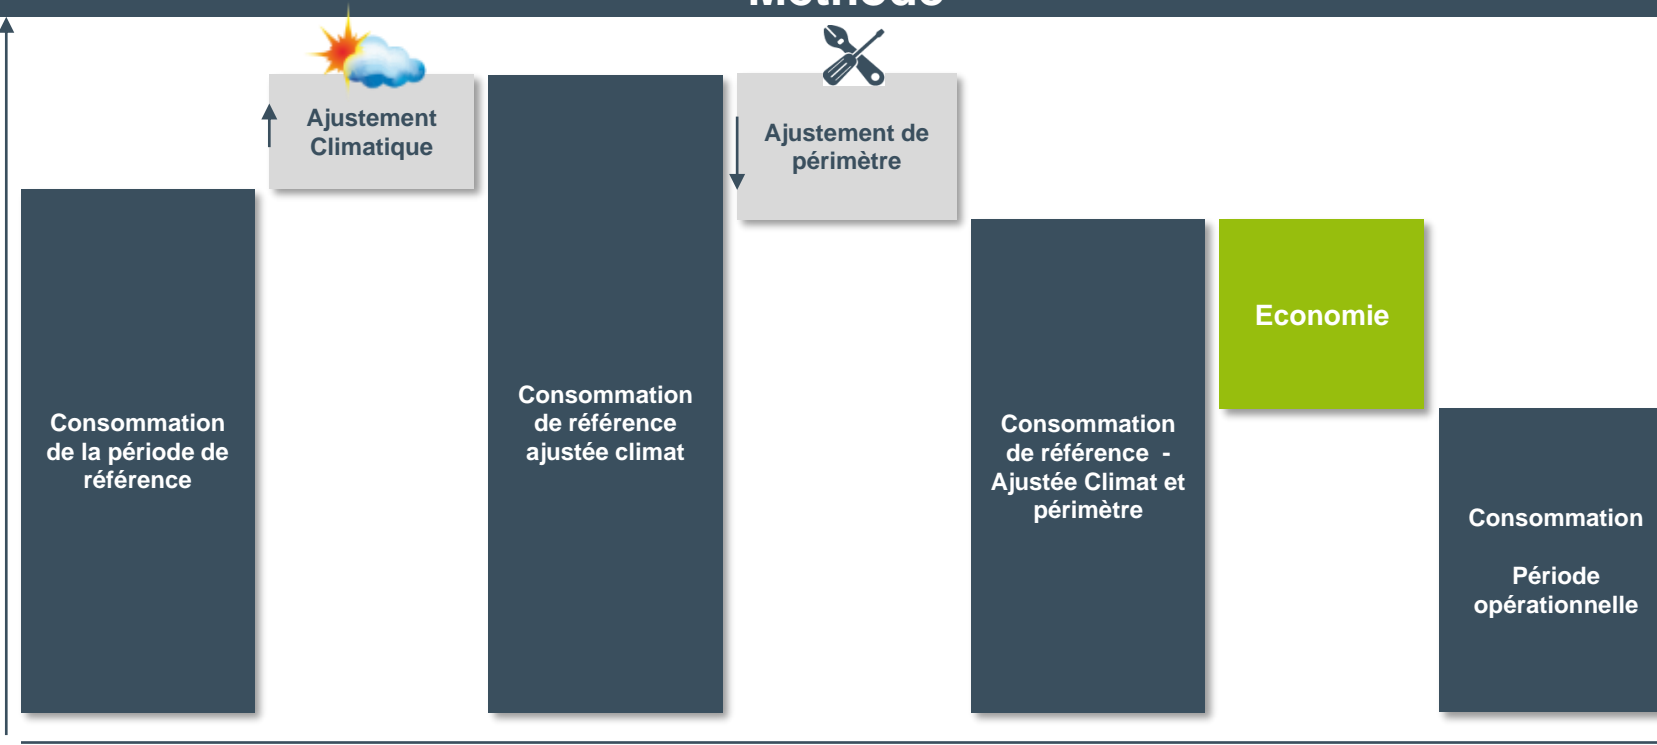 Méthode
Ajustement
Climatique
Ajustement de
périmètre
Consommation
de la période de
référence
Consommation
de référence
ajustée climat
Consommation
de référence -
Ajustée Climat et
périmètre
Economie
Consommation
Période
opérationnelle